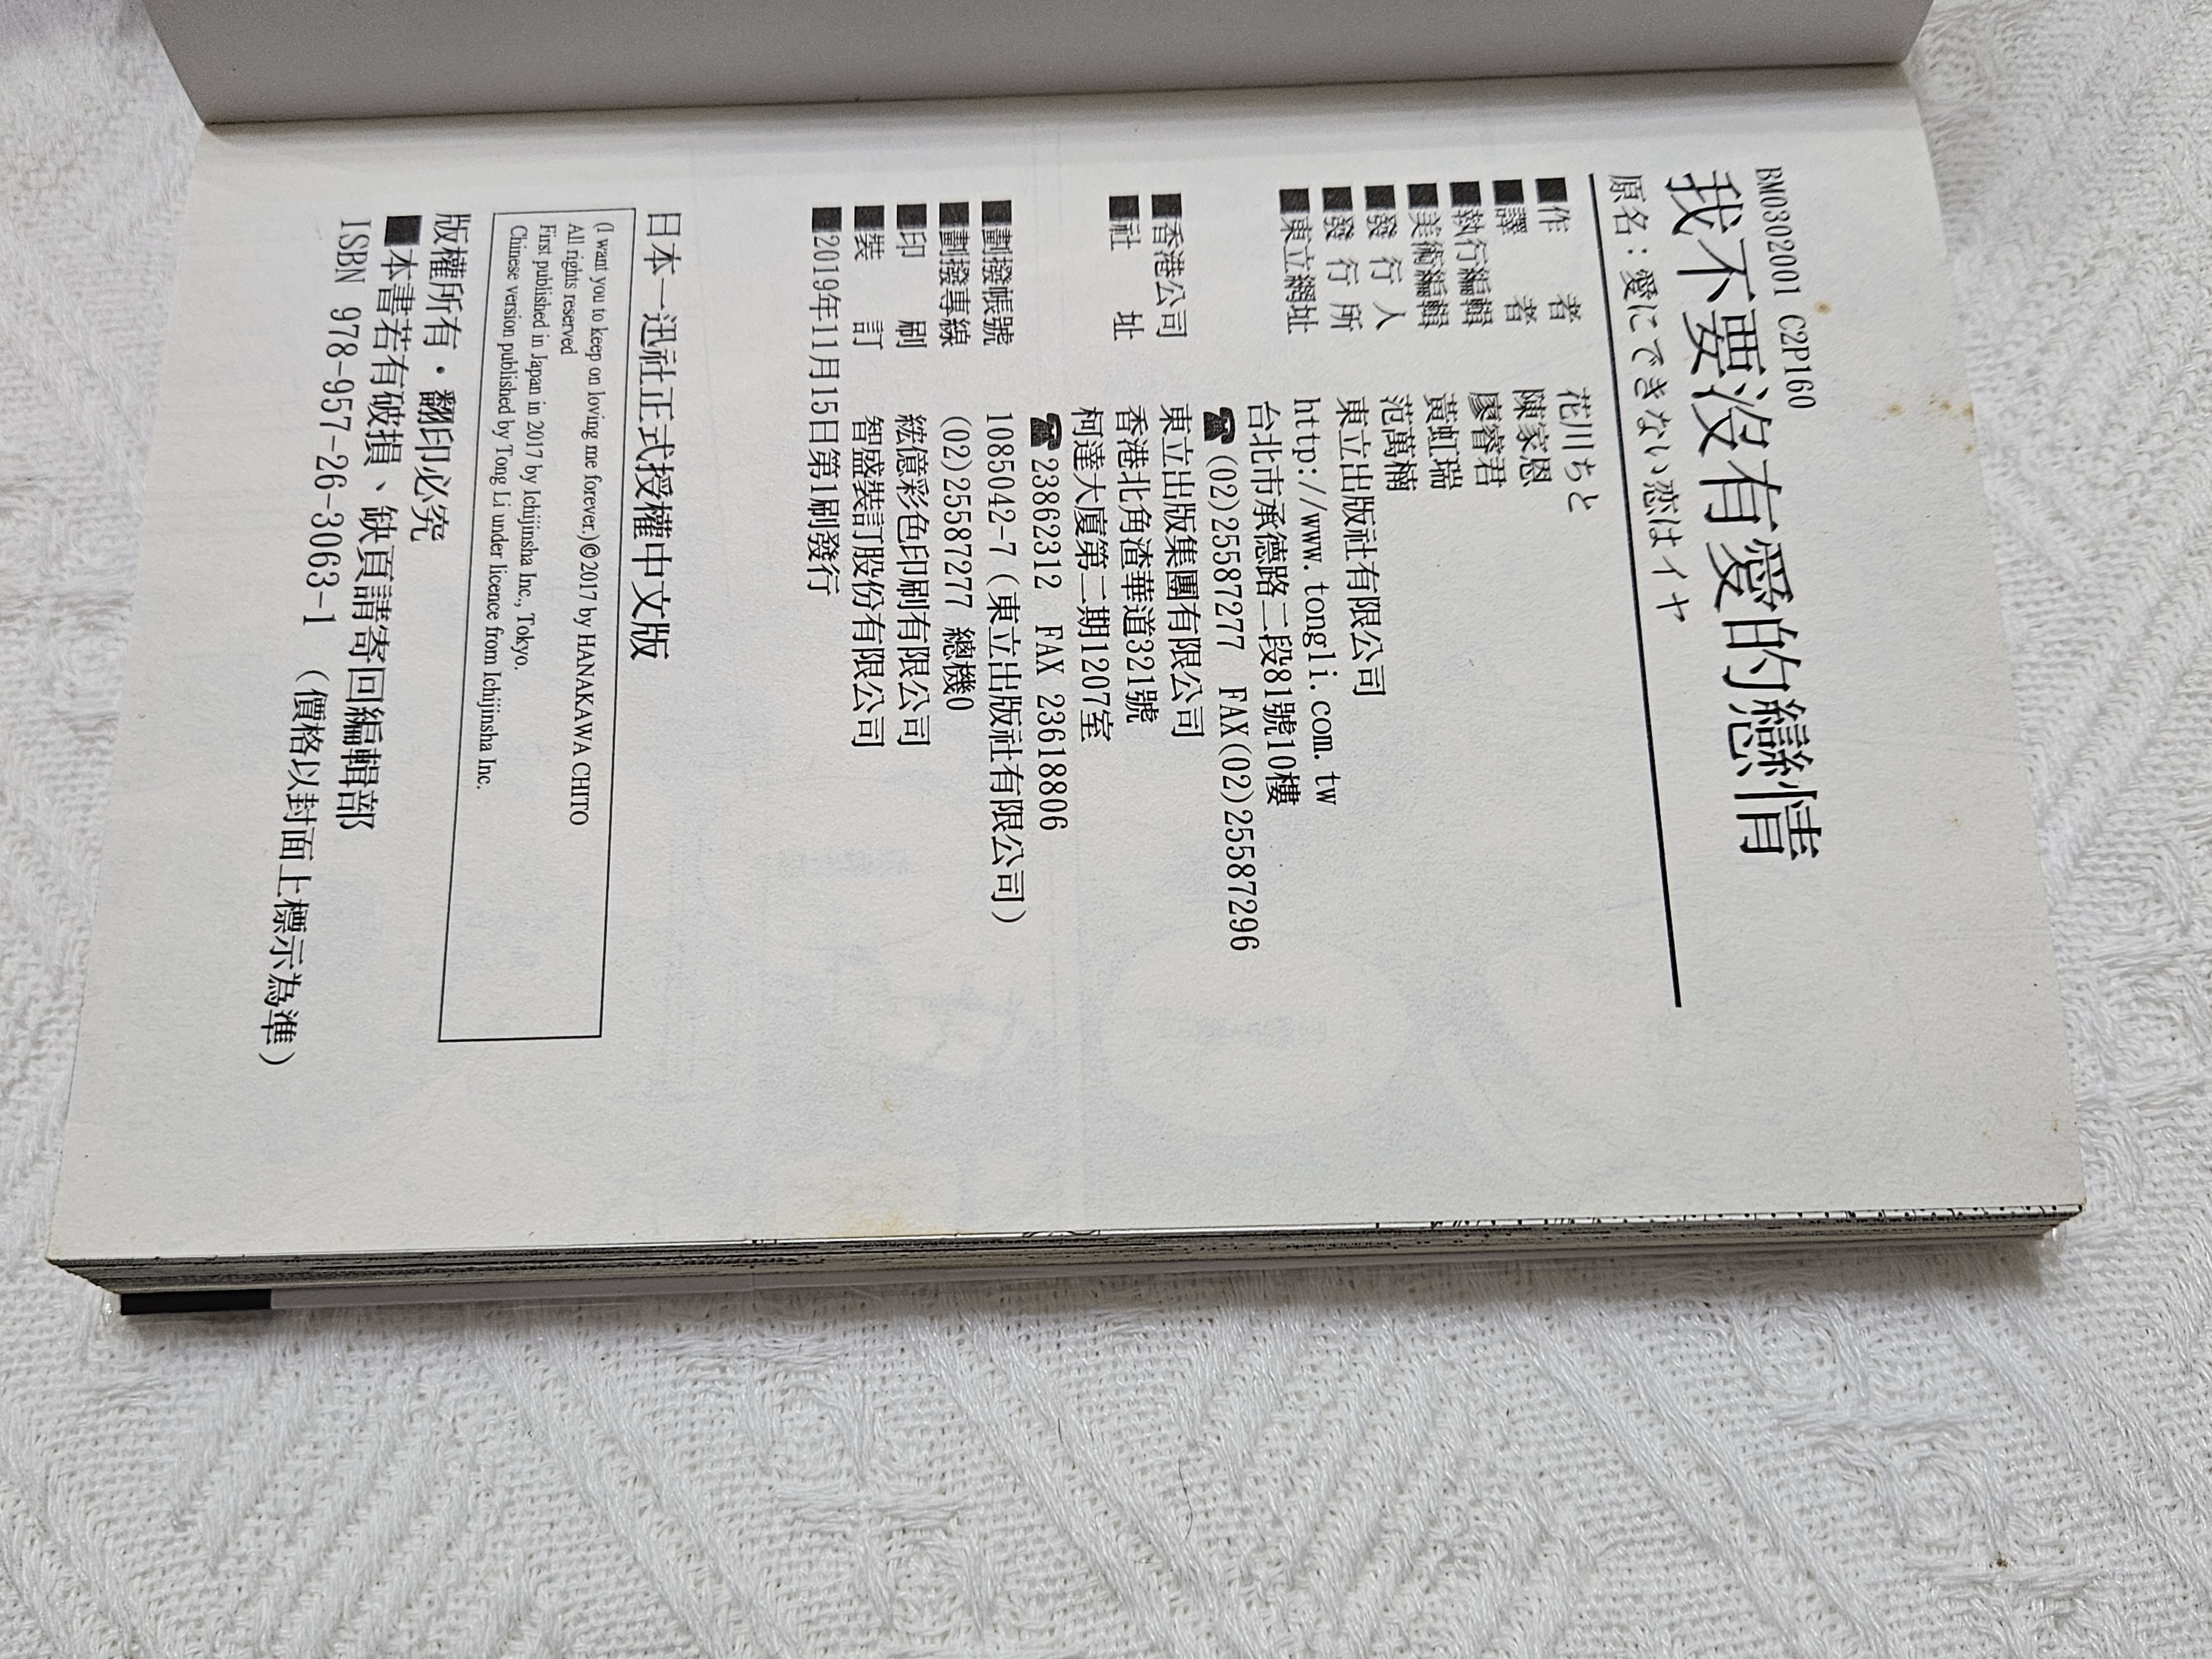 BM0302001 C2P160
我不要沒有愛的戀情
原名：愛にできない恋はイヤ
■作者 花川ちと
■譯者 陳家恩
■執行編輯 廖睿君
■美術編輯 黃虹瑞
■發行人 范萬楠
■發行所 東立出版社有限公司
■東立網址 http://www.tongli.com.tw
台北市承德路二段81號10樓
☎(02)25587277 FAX(02)25587296
■香港公司 東立出版集團有限公司
■社址 香港北角渣華道321號
柯達大廈第二期1207室
☎23862312 FAX 23618806
■劃撥帳號 1085042-7（東立出版社有限公司）
■劃撥專線 (02)25587277 總機0
■印刷 綋億彩色印刷有限公司
■裝訂 智盛裝訂股份有限公司
■2019年11月15日第1刷發行
日本一迅社正式授權中文版
(I want you to keep on loving me forever.)©2017 by HANAKAWA CHITO
All rights reserved
First published in Japan in 2017 by Ichijinsha Inc., Tokyo.
Chinese version published by Tong Li under licence from Ichijinsha Inc.
版權所有・翻印必究
■本書若有破損、缺頁請寄回編輯部
ISBN 978-957-26-3063-1 （價格以封面上標示為準）